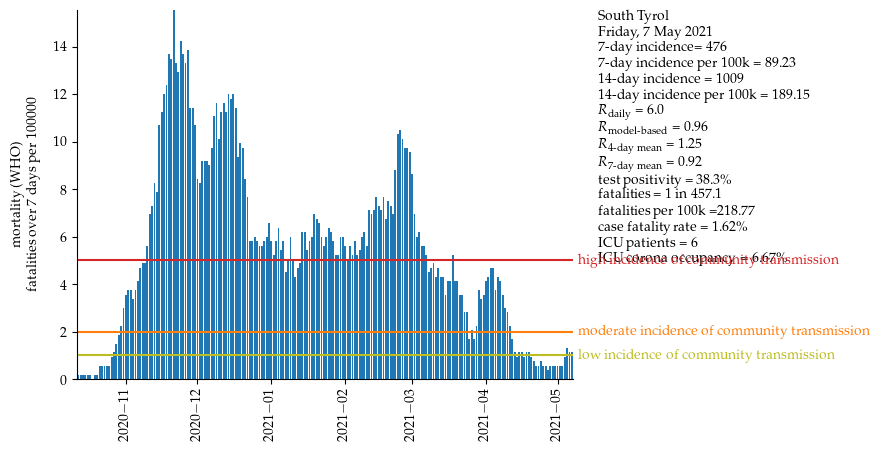 South Tyrol
Friday, 7 May 2021
7-day incidence= 476
7-day incidence per 100k = 89.23
14-day incidence = 1009
14-day incidence per 100k = 189.15
R_daily = 6.0
R_model-based = 0.96
R_4-day mean = 1.25
R_7-day mean = 0.92
test positivity = 38.3%
fatalities = 1 in 457.1
fatalities per 100k =218.77
case fatality rate = 1.62%
ICU patients = 6
ICU corona occupancy = 6.67%
high incidence of community transmission
moderate incidence of community transmission
low incidence of community transmission
mortality (WHO)
fatalities over 7 days per 100000
14
12
10
8
6
4
2
0
2020−11
2020−12
2021−01
2021−02
2021−03
2021−04
2021−05